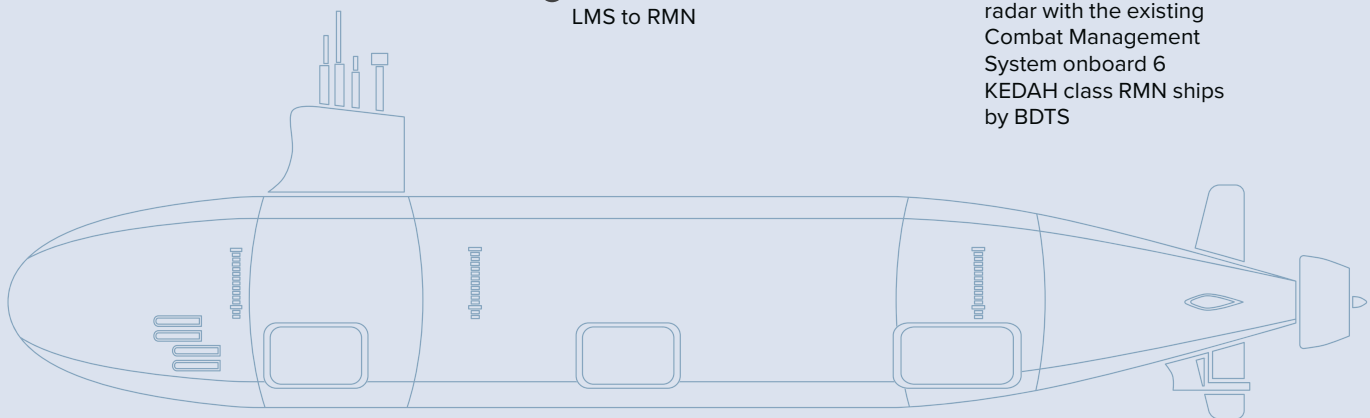 LMS to RMN
radar with the existing
Combat Management
System onboard 6
KEDAH class RMN ships
by BDTS